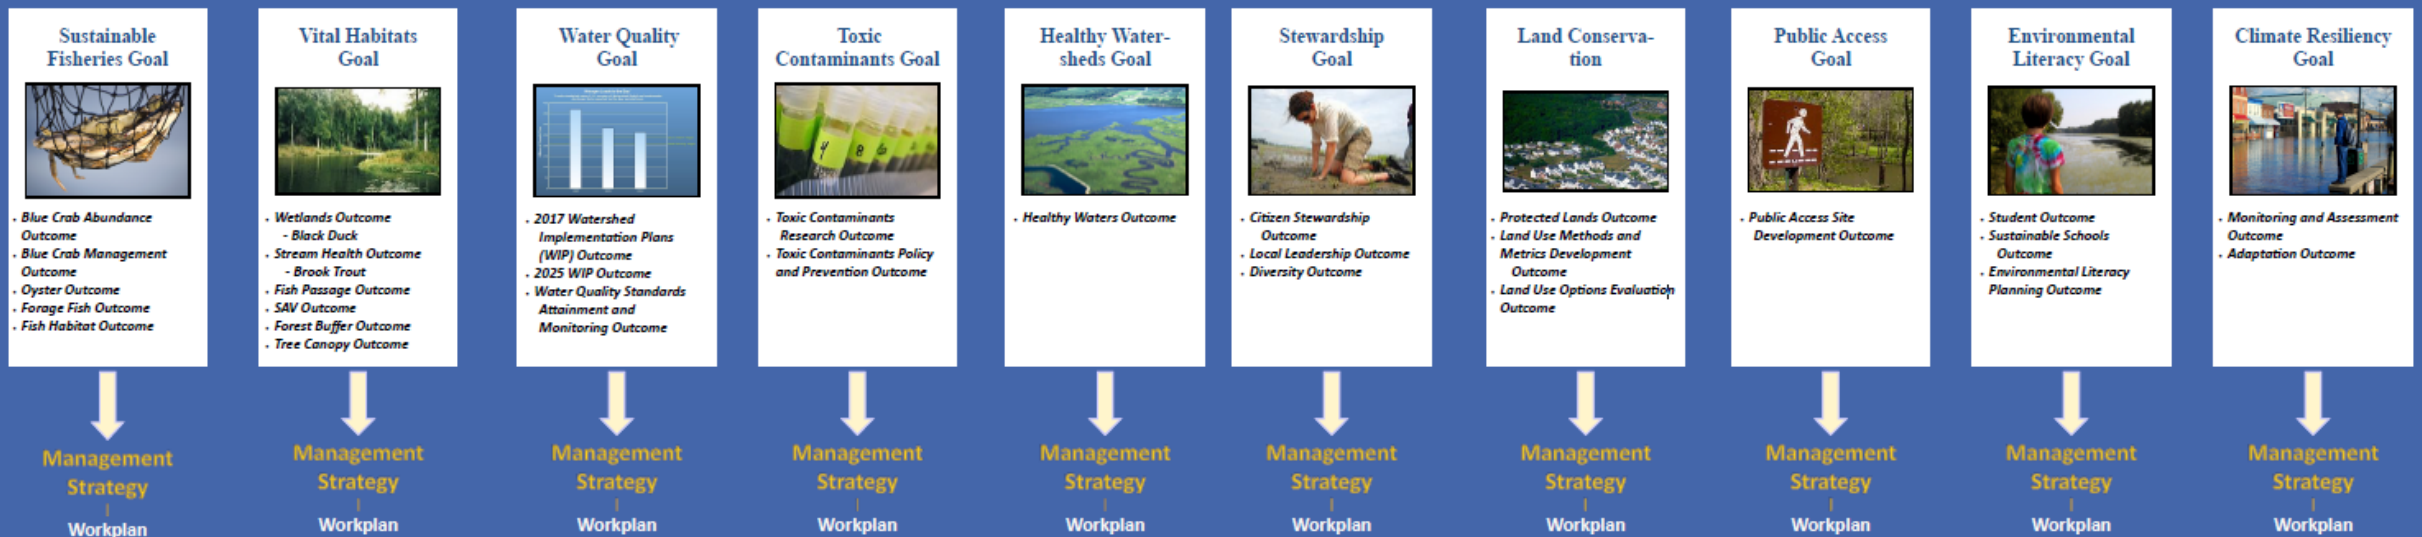 Sustainable
Fisheries Goal
• Blue Crab Abundance
Outcome
• Blue Crab Management
Outcome
• Oyster Outcome
• Forage Fish Outcome
• Fish Habitat Outcome
Management
Strategy
Workplan
Vital Habitats
Goal
• Wetlands Outcome
- Black Duck
• Stream Health Outcome
- Brook Trout
• Fish Passage Outcome
• SAV Outcome
• Forest Buffer Outcome
• Tree Canopy Outcome
Management
Strategy
Workplan
Water Quality
Goal
• 2017 Watershed
Implementation Plans
(WIP) Outcome
• 2025 WIP Outcome
• Water Quality Standards
Attainment and
Monitoring Outcome
Management
Strategy
Workplan
Toxic
Contaminants Goal
4 8 6
• Toxic Contaminants
Research Outcome
• Toxic Contaminants Policy
and Prevention Outcome
Management
Strategy
Workplan
Healthy Water-
sheds Goal
• Healthy Waters Outcome
Management
Strategy
Workplan
Stewardship
Goal
• Citizen Stewardship
Outcome
• Local Leadership Outcome
• Diversity Outcome
Management
Strategy
Workplan
Land Conserva-
tion
• Protected Lands Outcome
• Land Use Methods and
Metrics Development
Outcome
• Land Use Options Evaluation
Outcome
Management
Strategy
Workplan
Public Access
Goal
• Public Access Site
Development Outcome
Management
Strategy
Workplan
Environmental
Literacy Goal
• Student Outcome
• Sustainable Schools
Outcome
• Environmental Literacy
Planning Outcome
Management
Strategy
Workplan
Climate Resiliency
Goal
• Monitoring and Assessment
Outcome
• Adaptation Outcome
Management
Strategy
Workplan